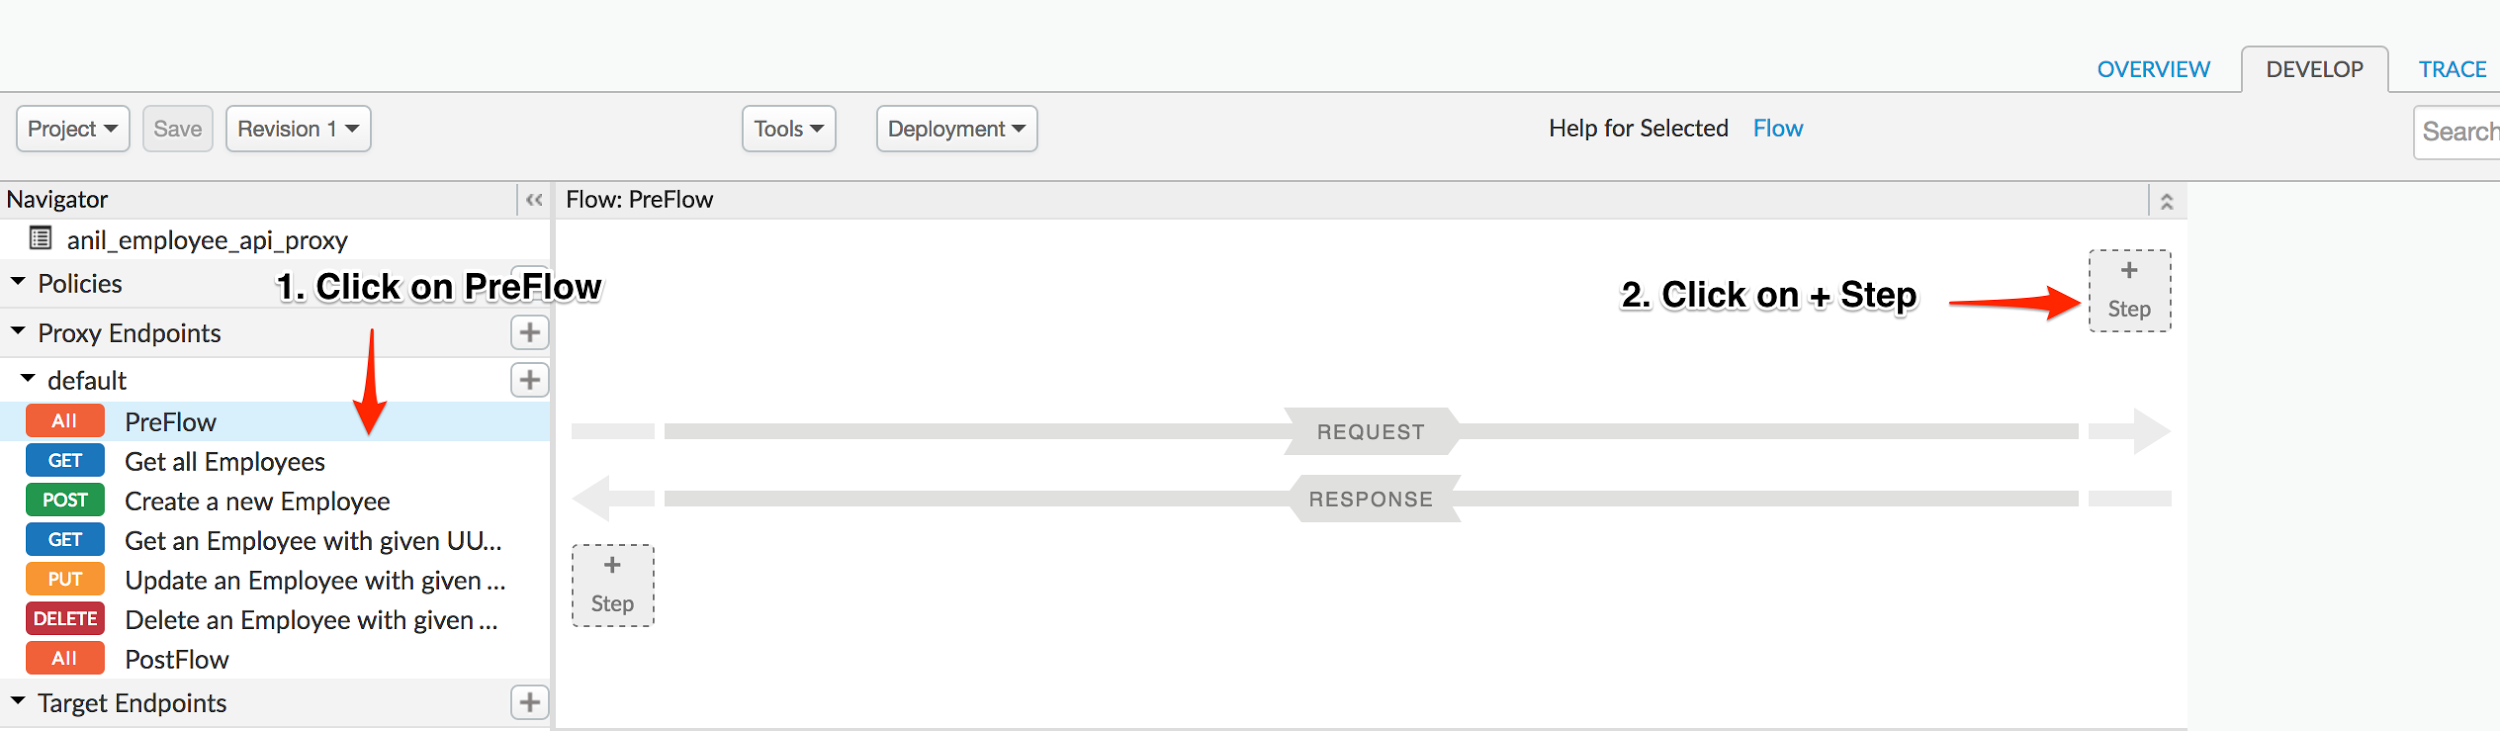 OVERVIEW DEVELOP TRACE
Project Save Revision 1 Tools Deployment Help for Selected Flow Search
Navigator Flow: PreFlow
anil_employee_api_proxy
Policies
1. Click on PreFlow
2. Click on + Step
+
Step
Proxy Endpoints +
default +
All PreFlow
GET Get all Employees
REQUEST
POST Create a new Employee
RESPONSE
GET Get an Employee with given UU...
PUT Update an Employee with given ...
+
Step
DELETE Delete an Employee with given ...
All PostFlow
Target Endpoints +